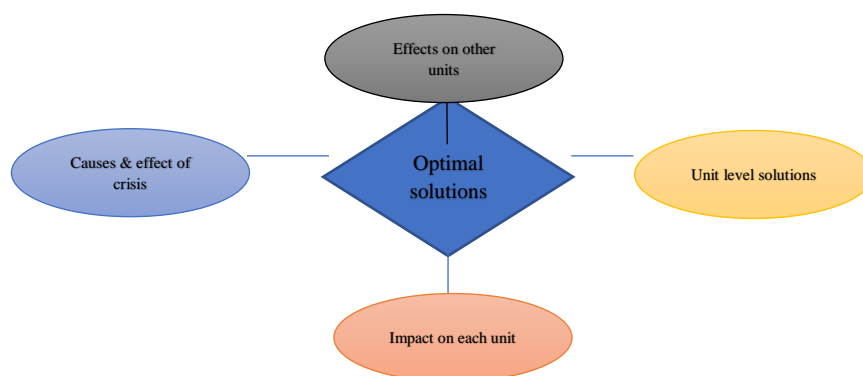 Effects on other
units
Causes & effect of
crisis
Optimal
solutions
Unit level solutions
Impact on each unit